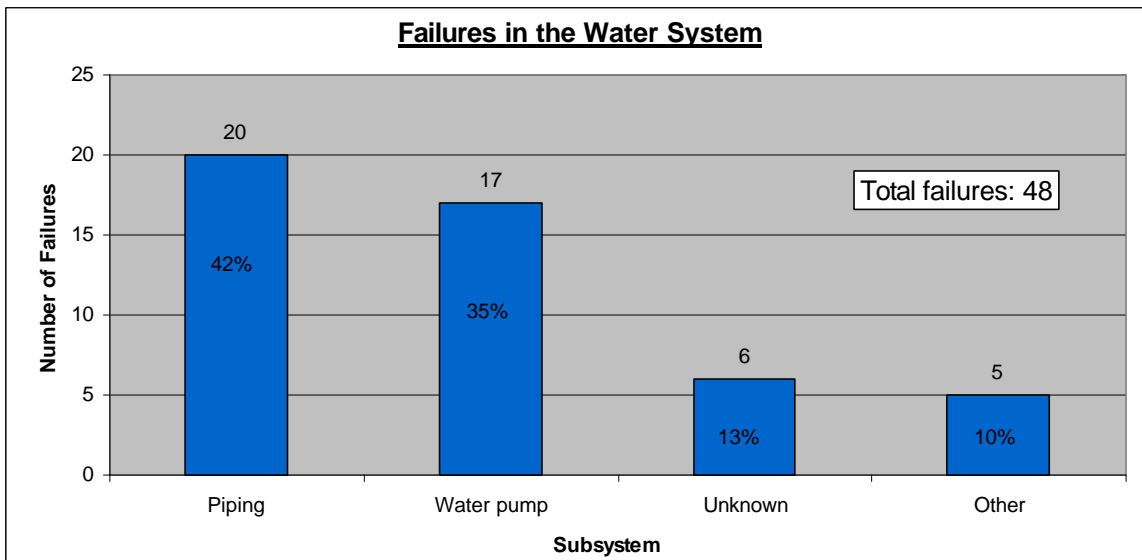 Failures in the Water System
25
20
15
10
5
0
Number of Failures
20
17
6
5
42%
35%
13%
10%
Total failures: 48
Piping
Water pump
Unknown
Other
Subsystem